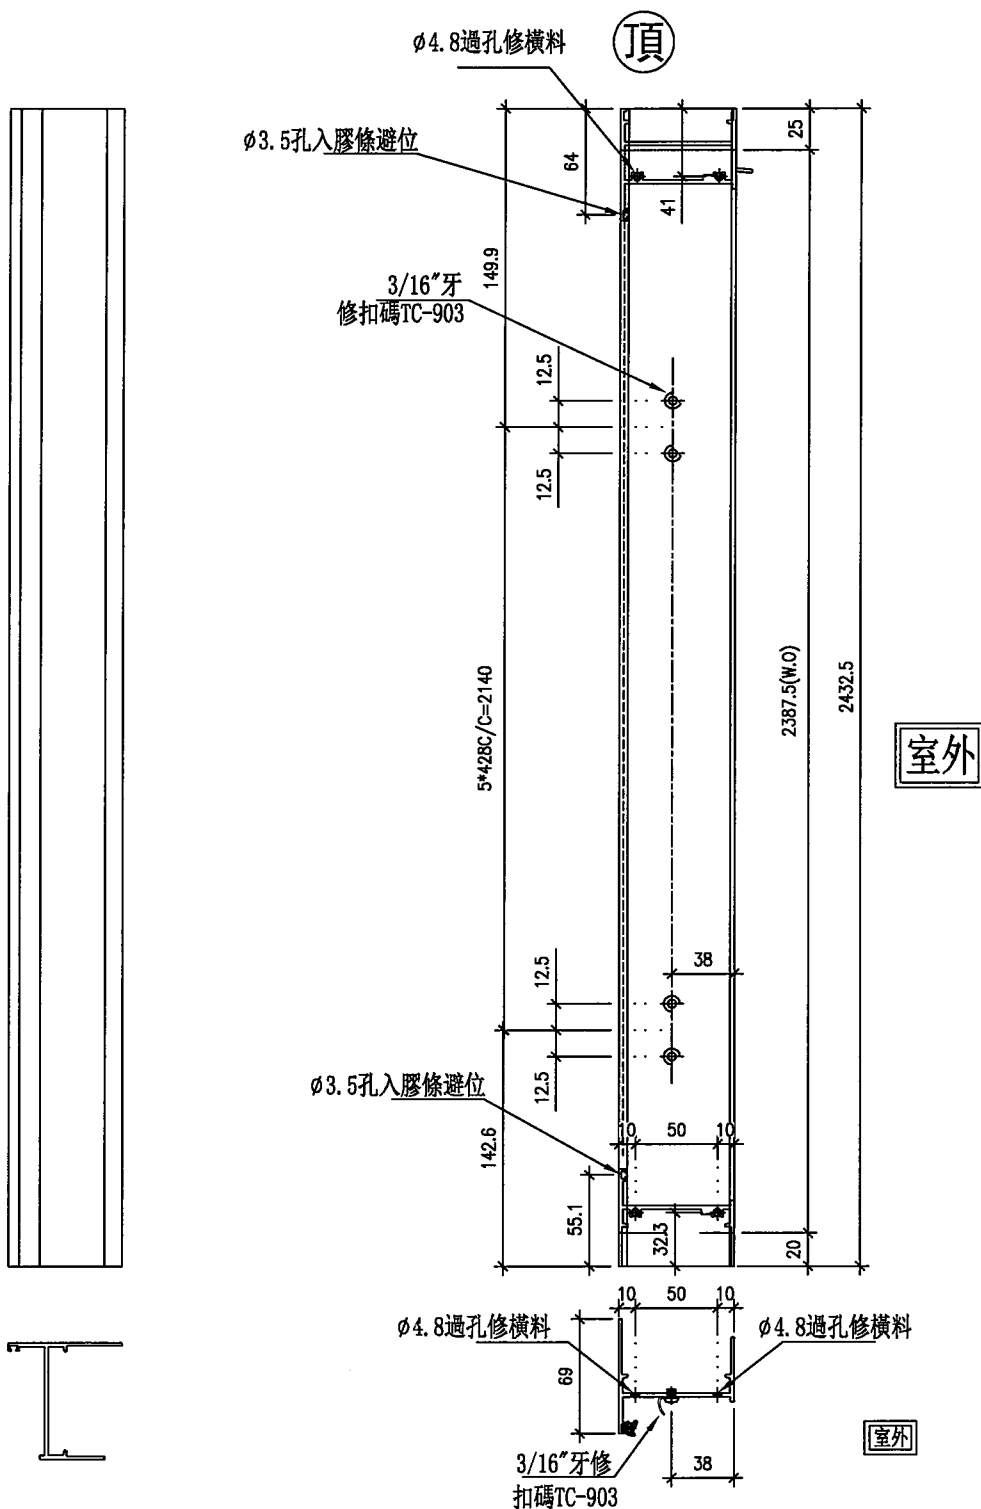 頂
ø4.8過孔修橫料
ø3.5孔入膠條避位
64
41
25
149.9
3/16"牙
修扣碼TC-903
12.5
12.5
5*428C/C=2140
2387.5(W.O)
2432.5
室外
38
12.5
12.5
ø3.5孔入膠條避位
142.6
10 50 10
55.1
32.3
20
10 50 10
ø4.8過孔修橫料
ø4.8過孔修橫料
69
室外
3/16"牙修
扣碼TC-903
38